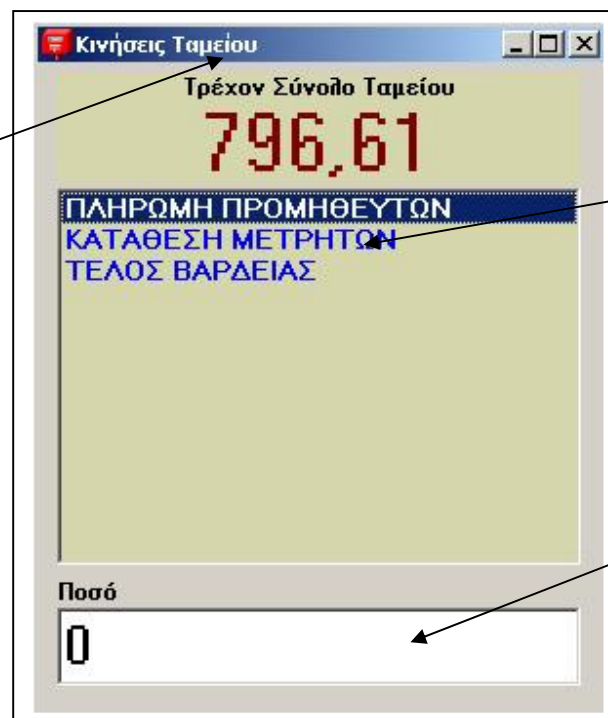 Κινήσεις Ταμείου
Τρέχον Σύνολο Ταμείου
796,61
ΠΛΗΡΩΜΗ ΠΡΟΜΗΘΕΥΤΩΝ
ΚΑΤΑΘΕΣΗ ΜΕΤΡΗΤΩΝ
ΤΕΛΟΣ ΒΑΡΔΕΙΑΣ
Ποσό
0